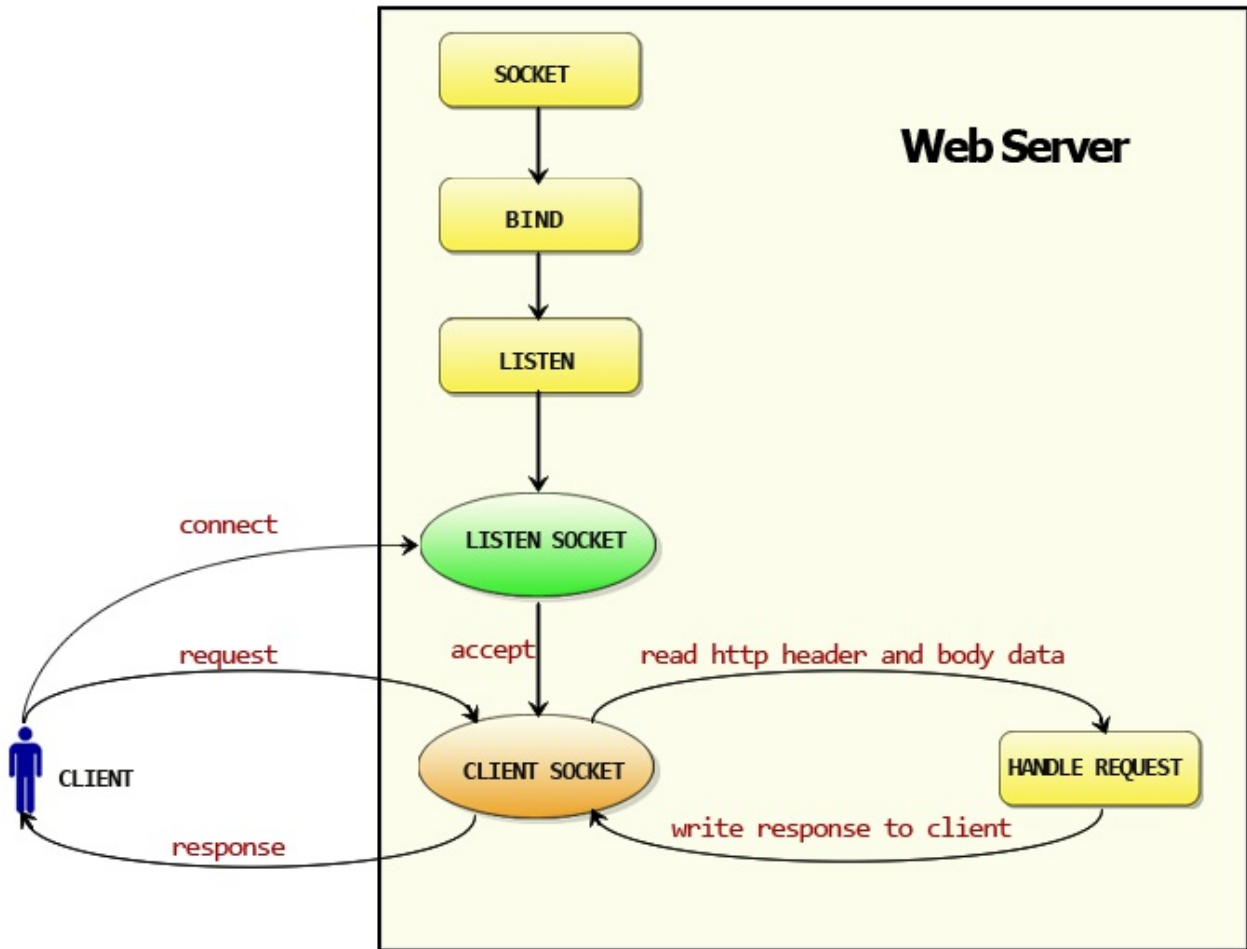 SOCKET
Web Server
BIND
LISTEN
connect
LISTEN SOCKET
request
accept
read http header and body data
CLIENT
CLIENT SOCKET
HANDLE REQUEST
write response to client
response